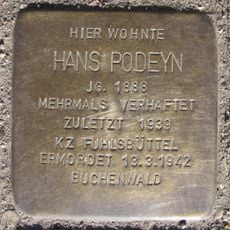 HIER WOHNTE
HANS PODEYN
JG. 1888
MEHRMALS VERHAFTET
ZULETZT 1939
KZ FUHLSBÜTTEL
ERMORDET 13.3.1942
BUCHENWALD